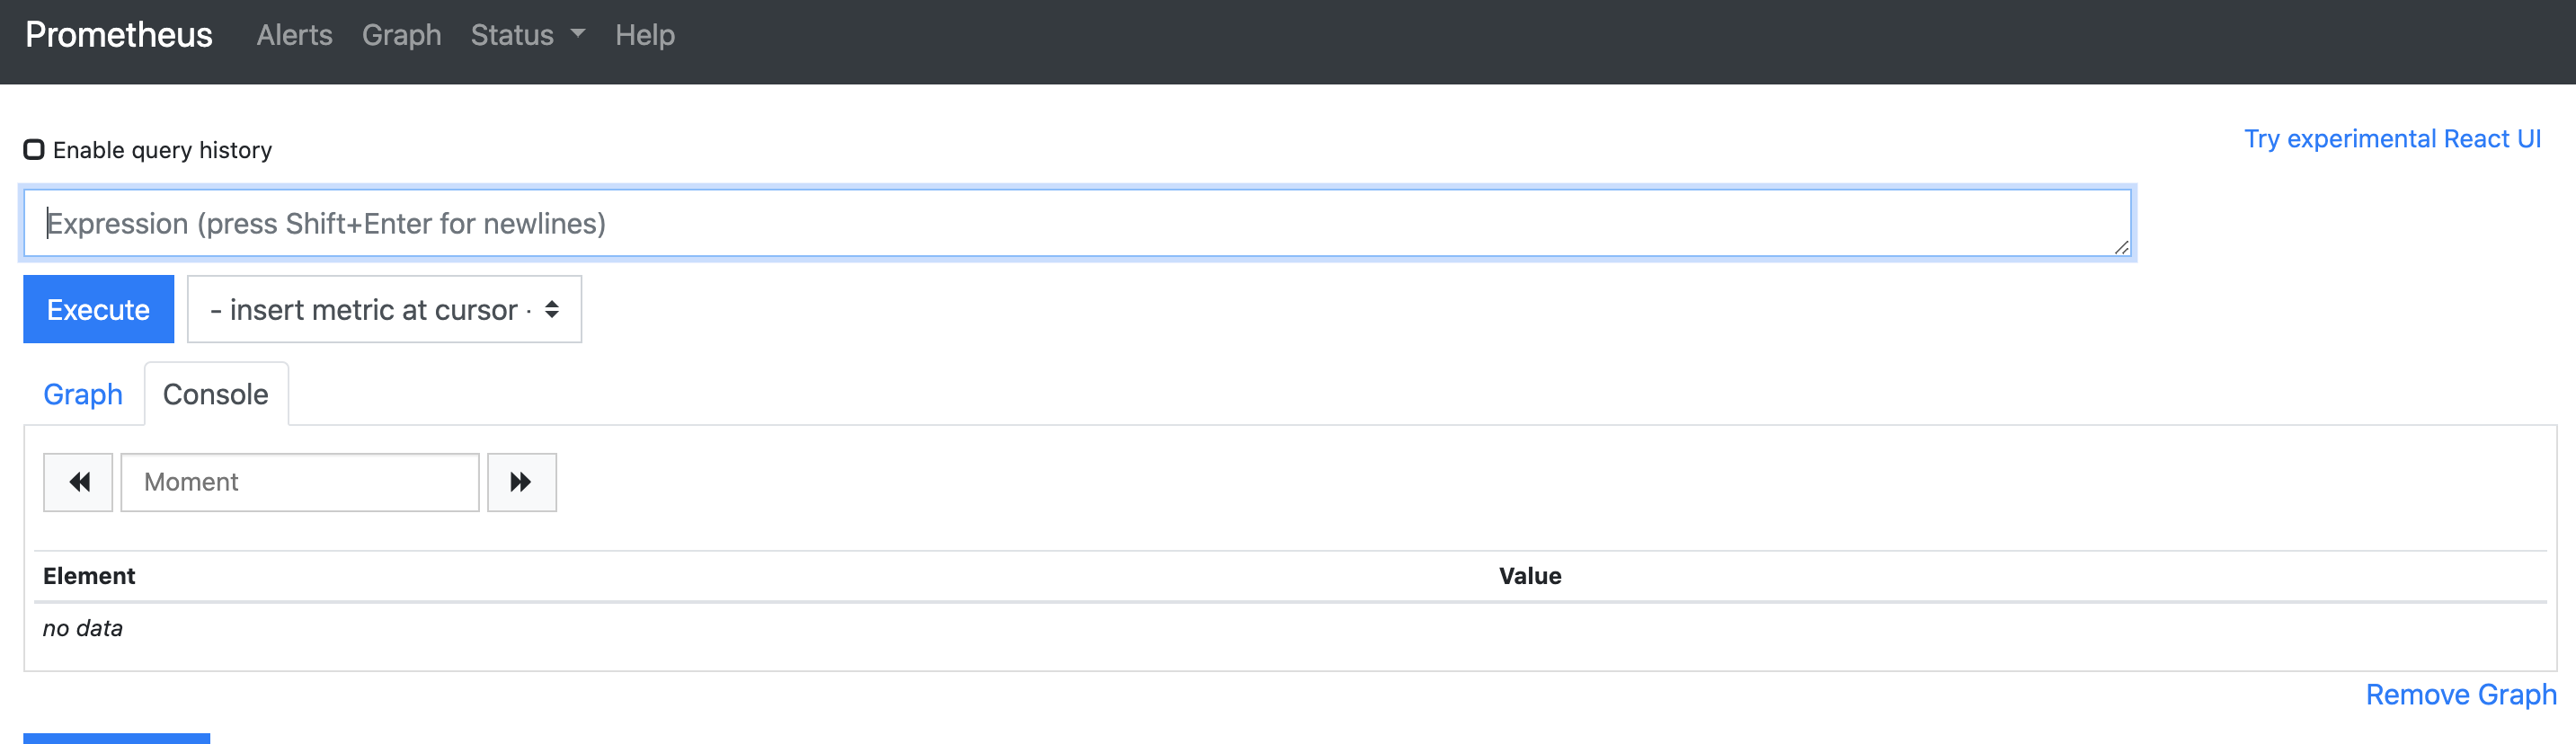 Prometheus Alerts Graph Status Help
Enable query history
Try experimental React UI
Expression (press Shift+Enter for newlines)
Execute
- insert metric at cursor ·
Graph Console
Moment
Element Value
no data
Remove Graph